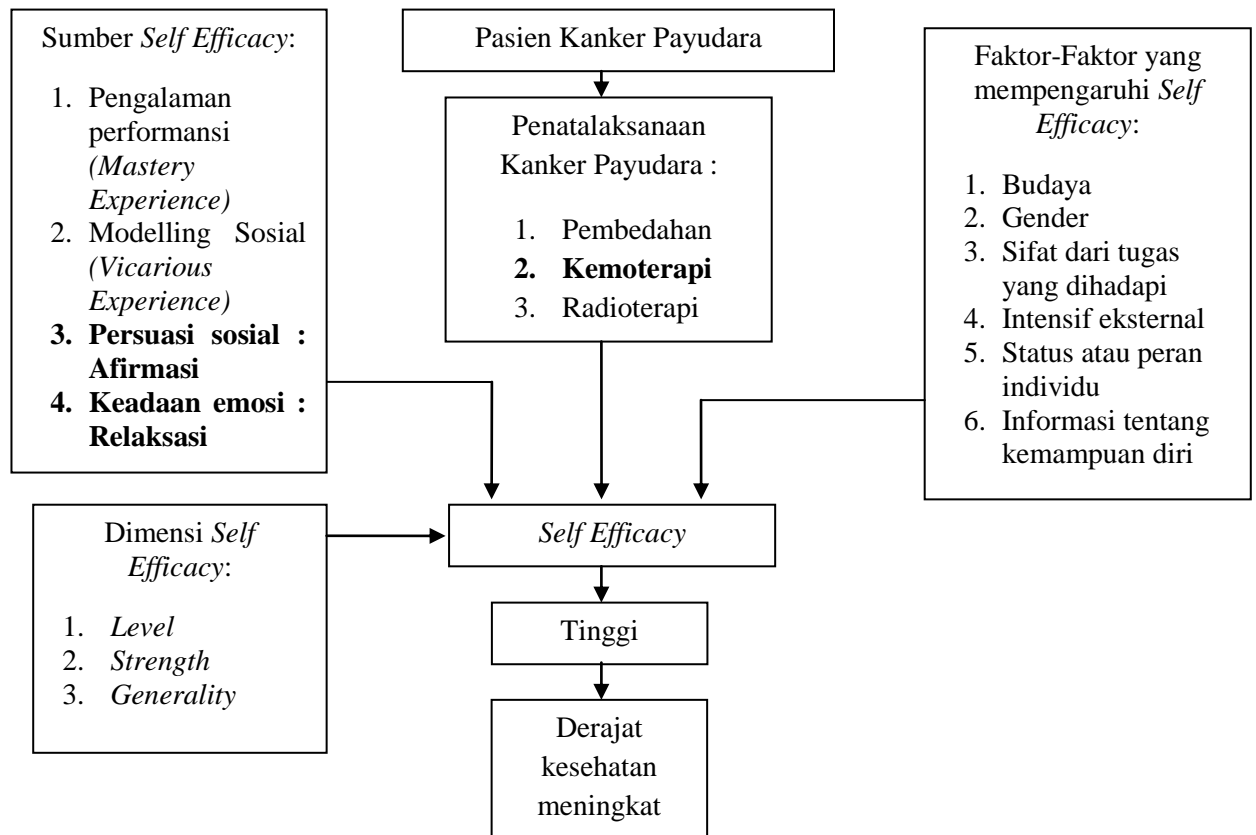 Sumber Self Efficacy:
1. Pengalaman
performansi
(Mastery
Experience)
2. Modelling Sosial
(Vicarious
Experience)
3. Persuasi sosial :
Afirmasi
4. Keadaan emosi :
Relaksasi
Pasien Kanker Payudara
Penatalaksanaan
Kanker Payudara :
1. Pembedahan
2. Kemoterapi
3. Radioterapi
Faktor-Faktor yang
mempengaruhi Self
Efficacy:
1. Budaya
2. Gender
3. Sifat dari tugas
yang dihadapi
4. Intensif eksternal
5. Status atau peran
individu
6. Informasi tentang
kemampuan diri
Dimensi Self
Efficacy:
1. Level
2. Strength
3. Generality
Self Efficacy
Tinggi
Derajat
kesehatan
meningkat